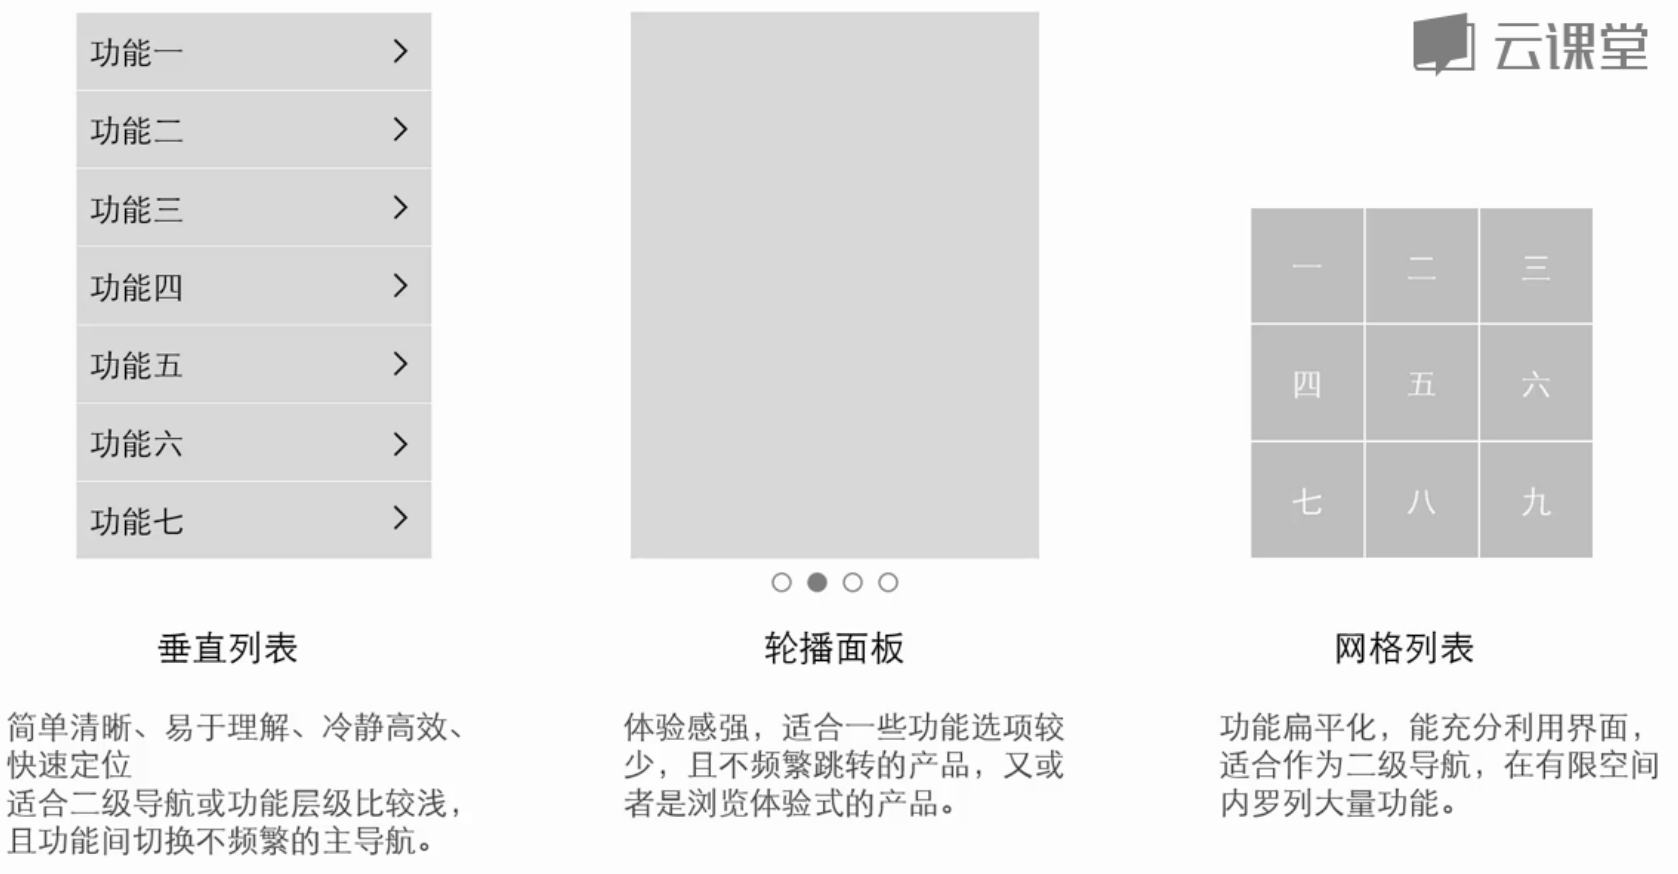 功能一
功能二
功能三
功能四
功能五
功能六
功能七
垂直列表
简单清晰、易于理解、冷静高效、
快速定位
适合二级导航或功能层级比较浅，
且功能间切换不频繁的主导航。
轮播面板
体验感强，适合一些功能选项较
少，且不频繁跳转的产品，又或
者是浏览体验式的产品。
云课堂
一 二 三
四 五 六
七 八 九
网格列表
功能扁平化，能充分利用界面，
适合作为二级导航，在有限空间
内罗列大量功能。